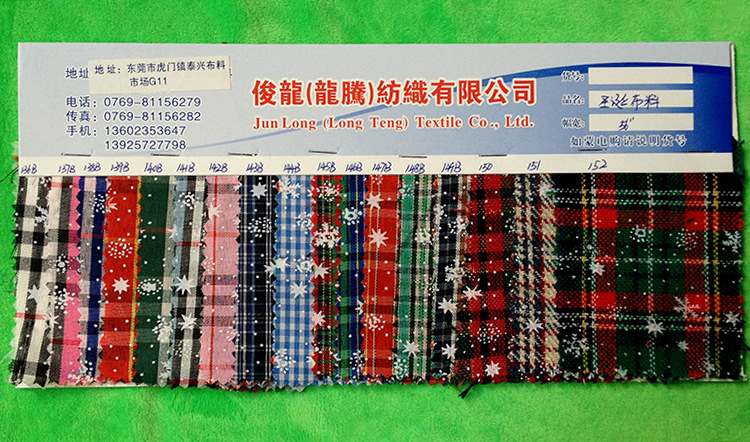 地址
地 址: 东莞市虎门镇泰兴布料
市场G11
电话: 0769-81156279
传真: 0769-81156282
手机: 13602353647
13925727798
俊龍(龍騰)紡織有限公司
Jun Long (Long Teng) Textile Co., Ltd.
货号:
品名: 圣诞布料
幅宽:
如蒙电购请说明货号
136B 137B 138B 139B 140B 141B 142B 143B 144B 145B 146B 147B 148B 149B 150 151 152